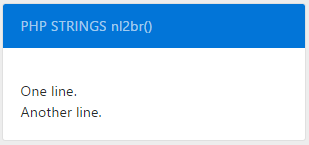 PHP STRINGS nl2br()
One line.
Another line.